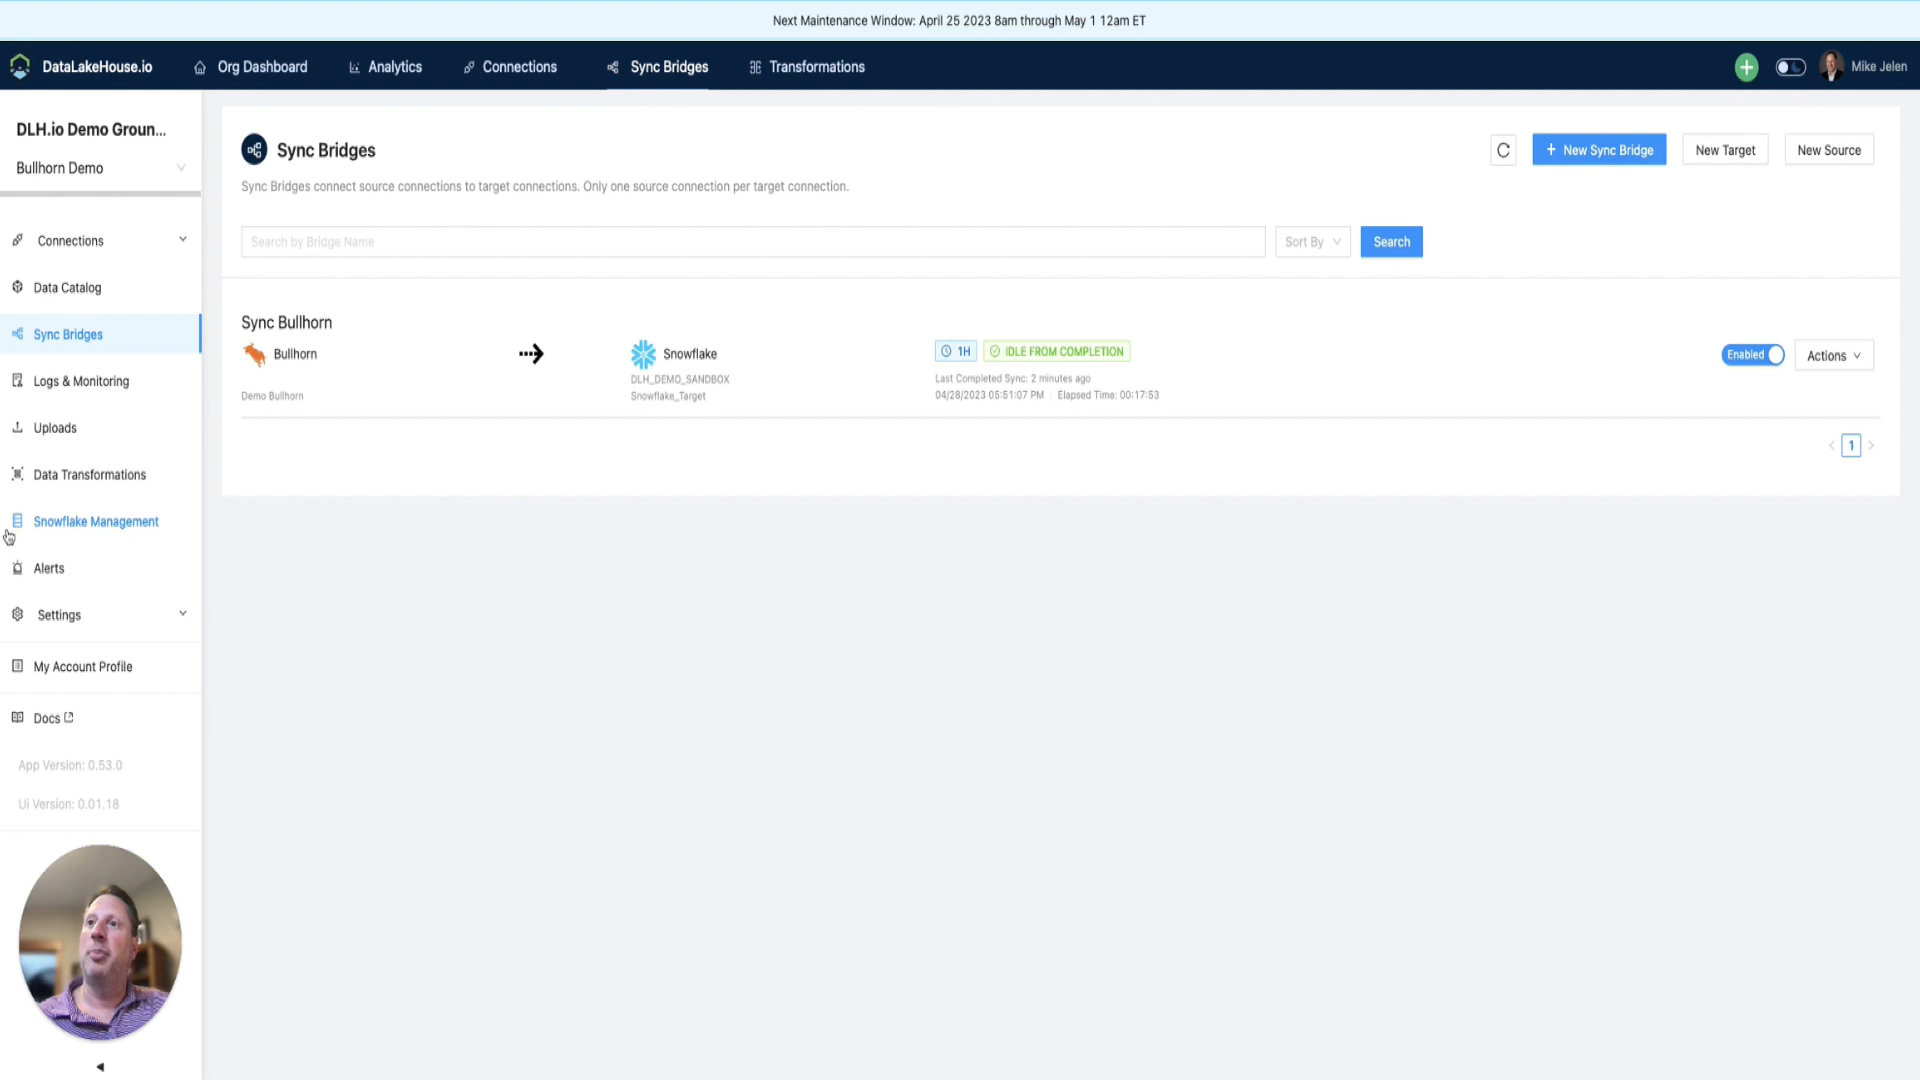 Next Maintenance Window: April 25 2023 8am through May 1 12am ET
DataLakeHouse.io
Org Dashboard
Analytics
Connections
Sync Bridges
Transformations
Mike Jelen
DLH.io Demo Groun...
Bullhorn Demo
Connections
Data Catalog
Sync Bridges
Logs & Monitoring
Uploads
Data Transformations
Snowflake Management
Alerts
Settings
My Account Profile
Docs
App Version: 0.53.0
Ui Version: 0.01.18
Sync Bridges
+ New Sync Bridge
New Target
New Source
Sync Bridges connect source connections to target connections. Only one source connection per target connection.
Search by Bridge Name
Sort By
Search
Sync Bullhorn
Bullhorn
Demo Bullhorn
Snowflake
DLH_DEMO_SANDBOX
Snowflake_Target
1H
IDLE FROM COMPLETION
Last Completed Sync: 2 minutes ago
04/28/2023 05:51:07 PM | Elapsed Time: 00:17:53
Enabled
Actions
< 1 >